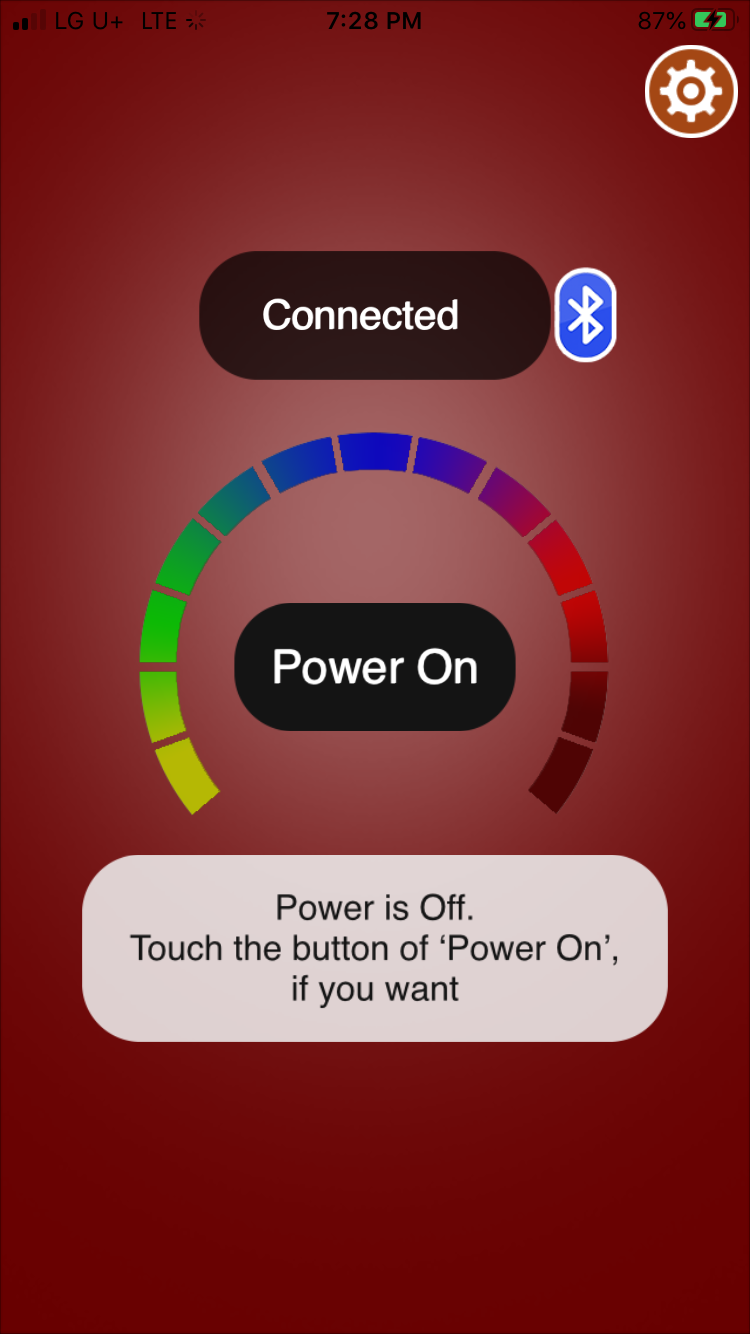 LG U+ LTE 7:28 PM 87%
Connected
Power On
Power is Off.
Touch the button of ‘Power On’,
if you want